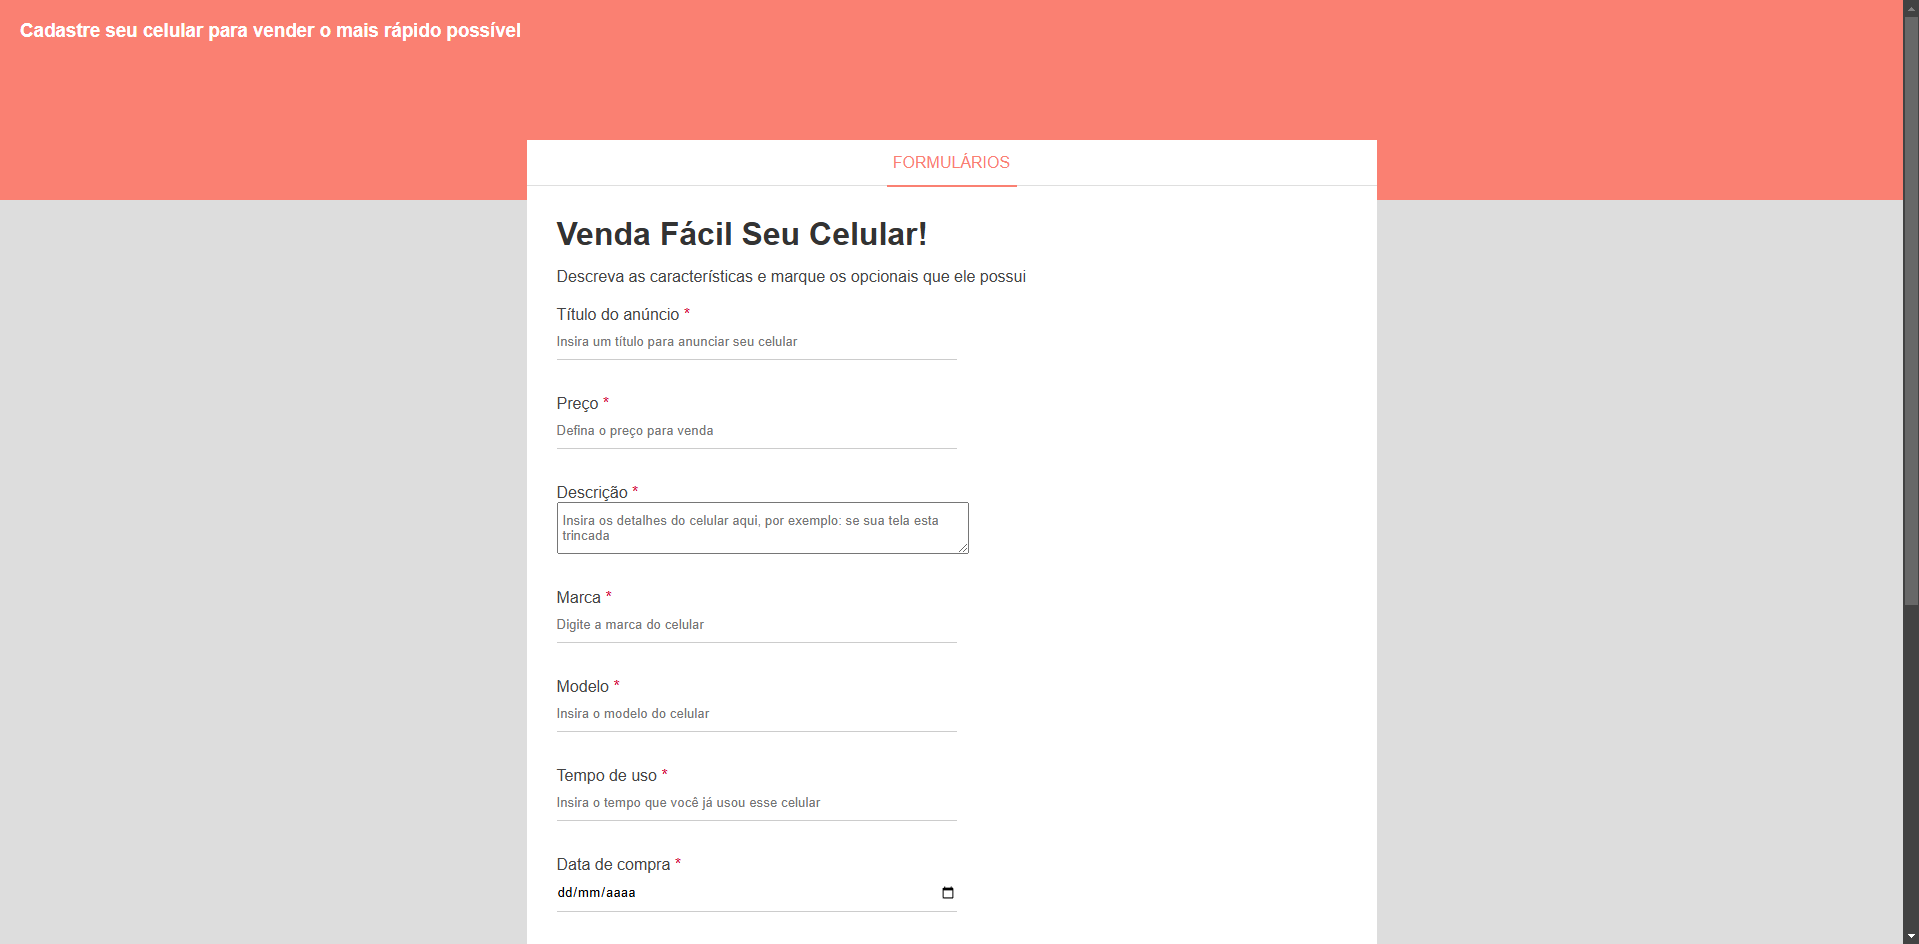 Cadastre seu celular para vender o mais rápido possível
FORMULÁRIOS
Venda Fácil Seu Celular!
Descreva as características e marque os opcionais que ele possui
Título do anúncio *
Insira um título para anunciar seu celular
Preço *
Defina o preço para venda
Descrição *
Insira os detalhes do celular aqui, por exemplo: se sua tela esta
trincada
Marca *
Digite a marca do celular
Modelo *
Insira o modelo do celular
Tempo de uso *
Insira o tempo que você já usou esse celular
Data de compra *
dd/mm/aaaa